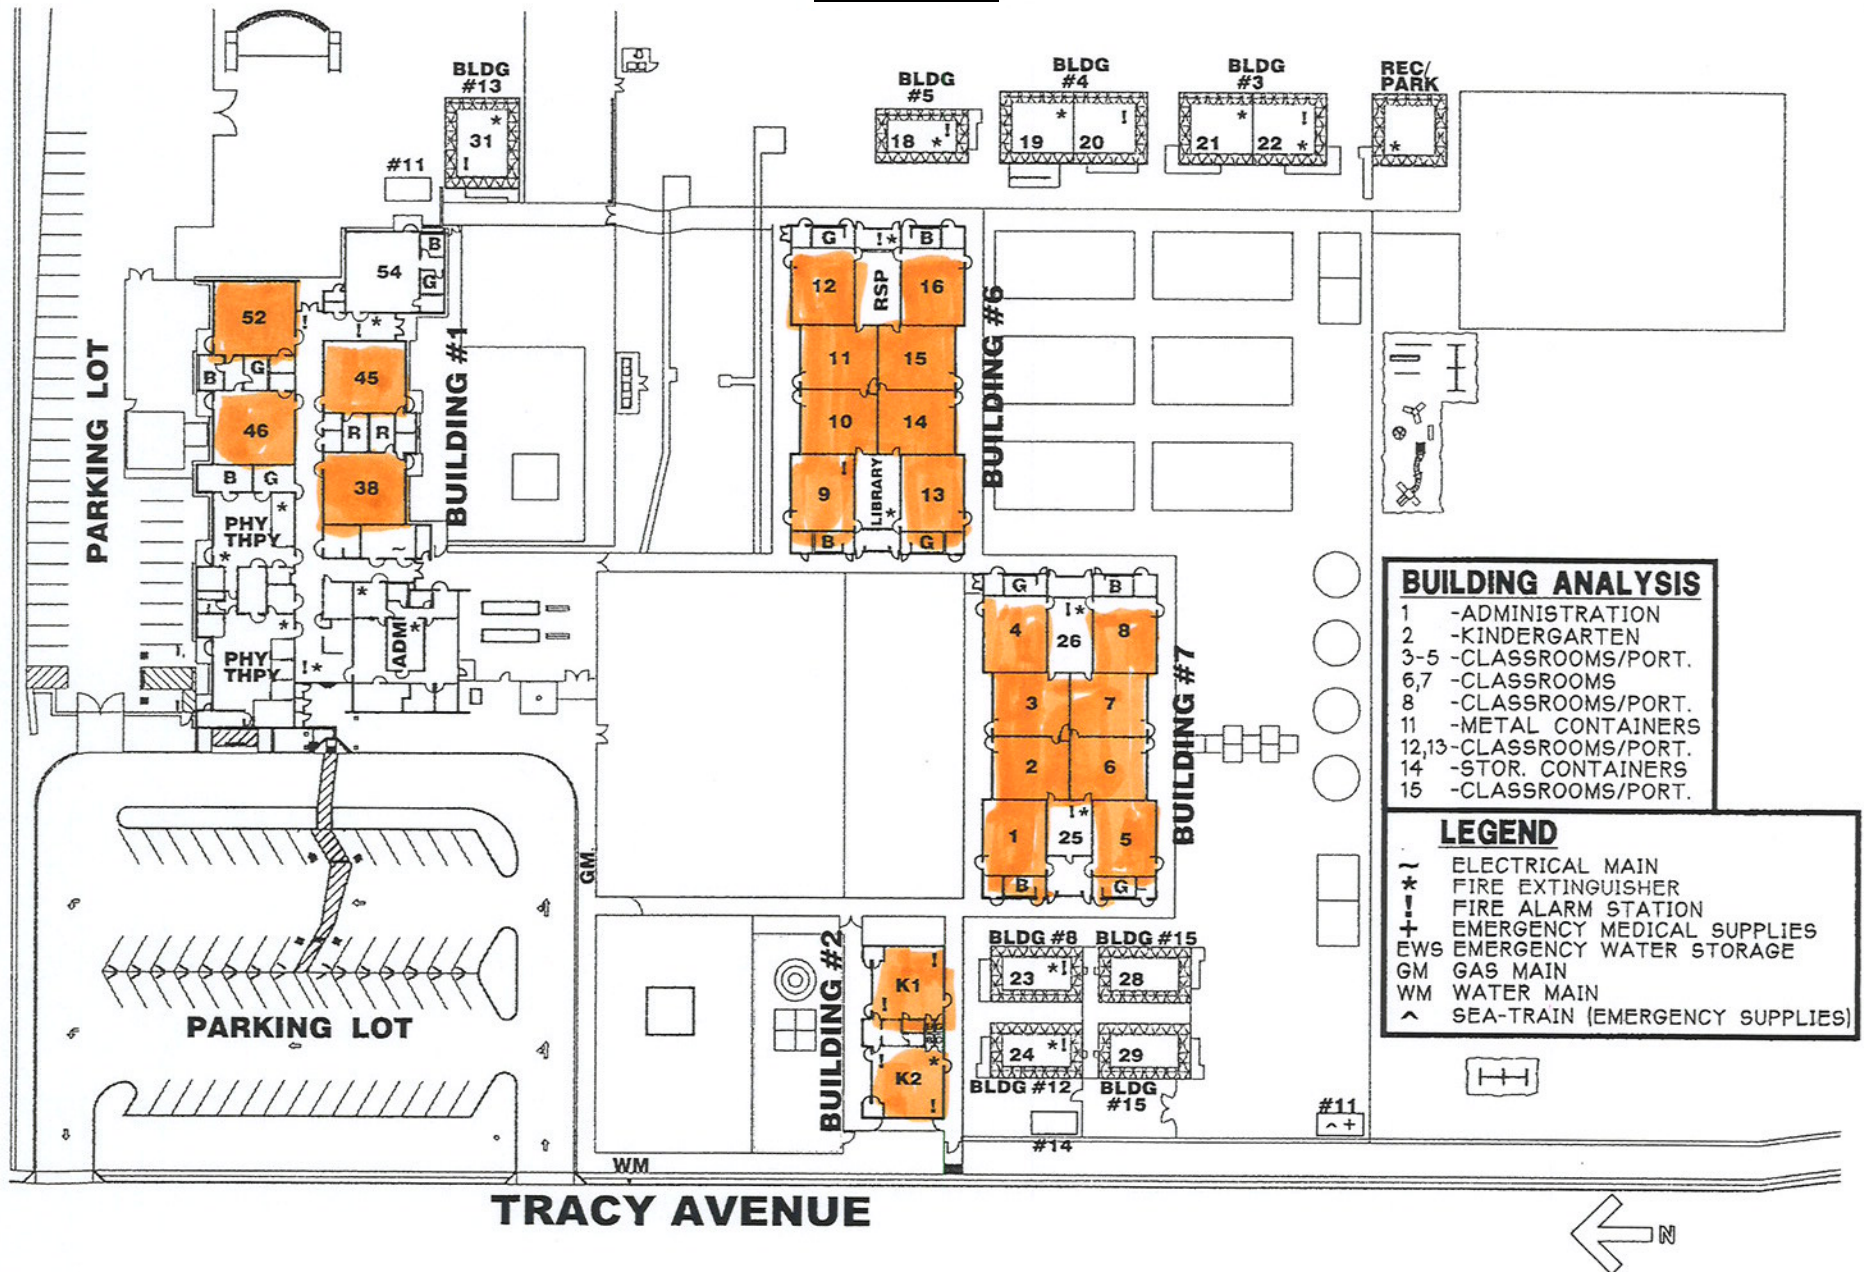 BLDG
#13
31
* !
#11
BLDG
#5
18
* !
BLDG
#4
19 *
20 !
BLDG
#3
21 *
22 ! *
REC/
PARK
*
54
B
G
52
!
! *
B
G
45
46
R R
38
B G
PHY
THPY
*
*
~
PHY
THPY
*
! *
ADMI
*
*
BUILDING #1
PARKING LOT
G
! *
B
12
RSP
16
11
15
10
14
9
!
LIBRARY
*
13
B
G
BUILDING #6
G
B
4
! *
26
8
3
7
2
6
1
! *
25
5
B
G
BUILDING #7
BUILDING ANALYSIS
1 -ADMINISTRATION
2 -KINDERGARTEN
3-5 -CLASSROOMS/PORT.
6,7 -CLASSROOMS
8 -CLASSROOMS/PORT.
11 -METAL CONTAINERS
12,13-CLASSROOMS/PORT.
14 -STOR. CONTAINERS
15 -CLASSROOMS/PORT.
LEGEND
~ ELECTRICAL MAIN
* FIRE EXTINGUISHER
! FIRE ALARM STATION
+ EMERGENCY MEDICAL SUPPLIES
EWS EMERGENCY WATER STORAGE
GM GAS MAIN
WM WATER MAIN
^ SEA-TRAIN (EMERGENCY SUPPLIES)
GM.
PARKING LOT
BUILDING #2
K1
!
!
K2
!
*
!
BLDG #8
23 *!
BLDG #15
28
24 *!
29
BLDG #12
BLDG
#15
#14
#11
^ +
WM
TRACY AVENUE
N